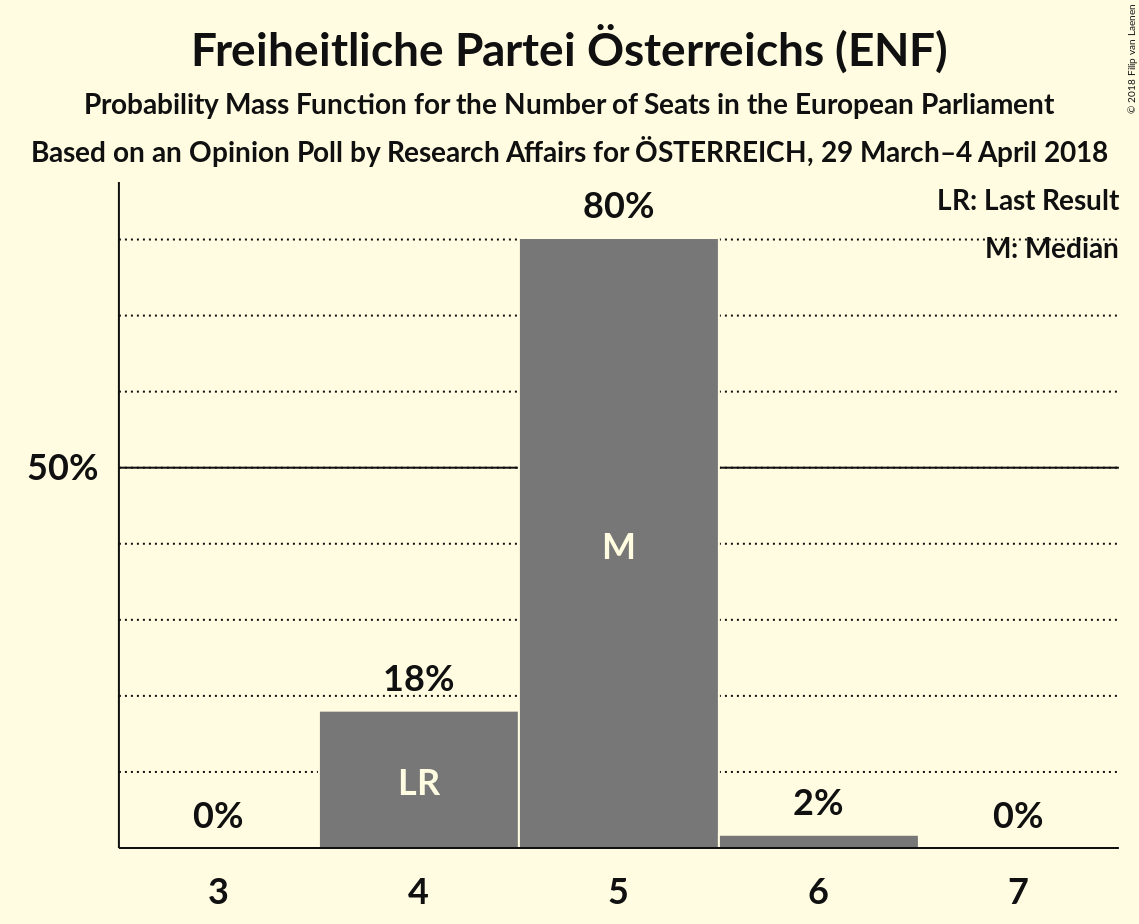 Freiheitliche Partei Österreichs (ENF)
Probability Mass Function for the Number of Seats in the European Parliament
Based on an Opinion Poll by Research Affairs for ÖSTERREICH, 29 March–4 April 2018
© 2018 Filip van Laenen
LR: Last Result
M: Median
80%
50%
M
18%
LR
0%
2%
0%
3 4 5 6 7